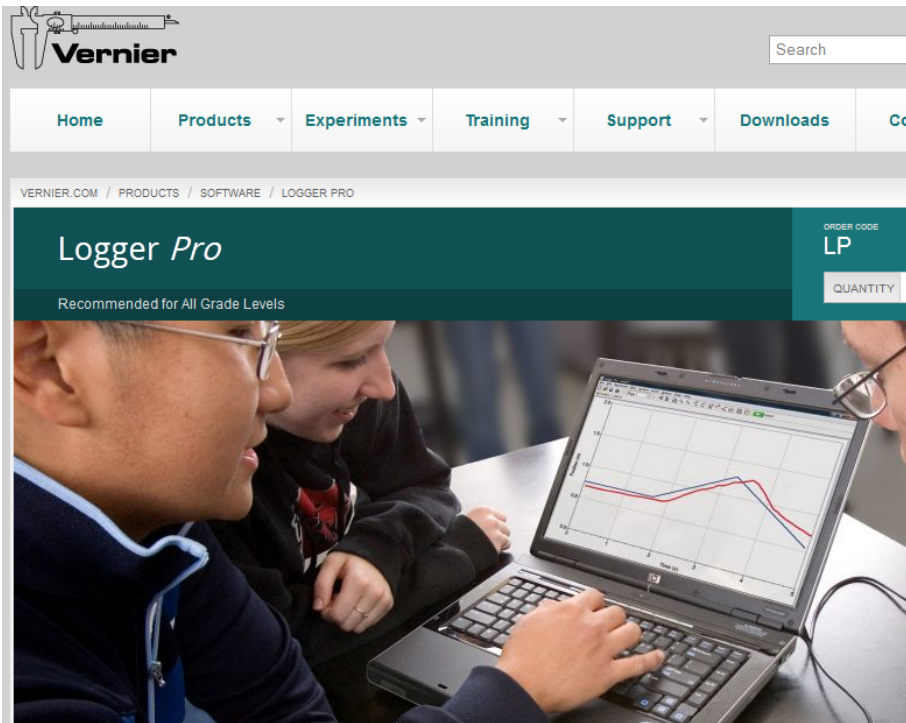 Vernier
Search
Home
Products
Experiments
Training
Support
Downloads
VERNIER.COM / PRODUCTS / SOFTWARE / LOGGER PRO
Logger Pro
ORDER CODE
LP
QUANTITY
Recommended for All Grade Levels
Time (s)